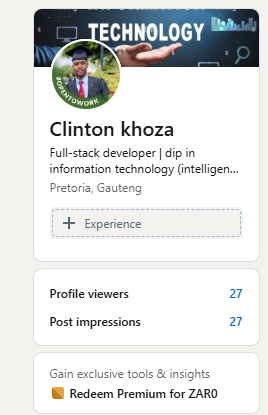 TECHNOLOGY
#OPENTOWORK
Clinton khoza
Full-stack developer | dip in
information technology (intelligen...
Pretoria, Gauteng
+ Experience
Profile viewers 27
Post impressions 27
Gain exclusive tools & insights
Redeem Premium for ZAR0